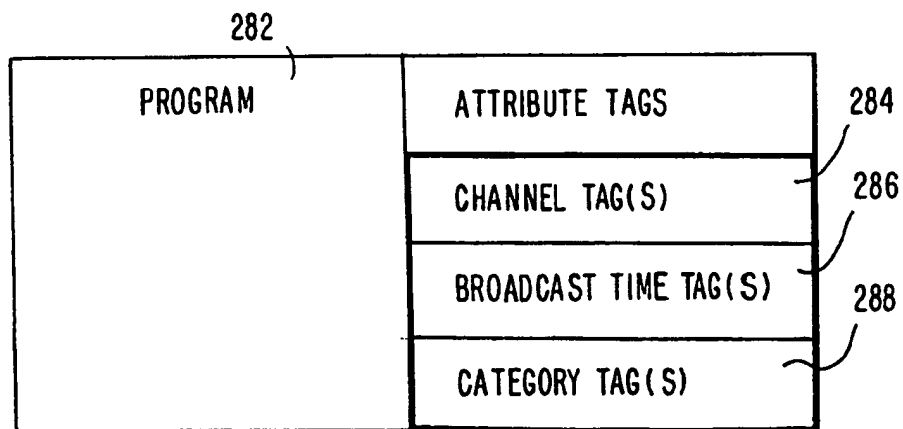 282
PROGRAM
ATTRIBUTE TAGS
284
CHANNEL TAG(S)
286
BROADCAST TIME TAG(S)
288
CATEGORY TAG(S)